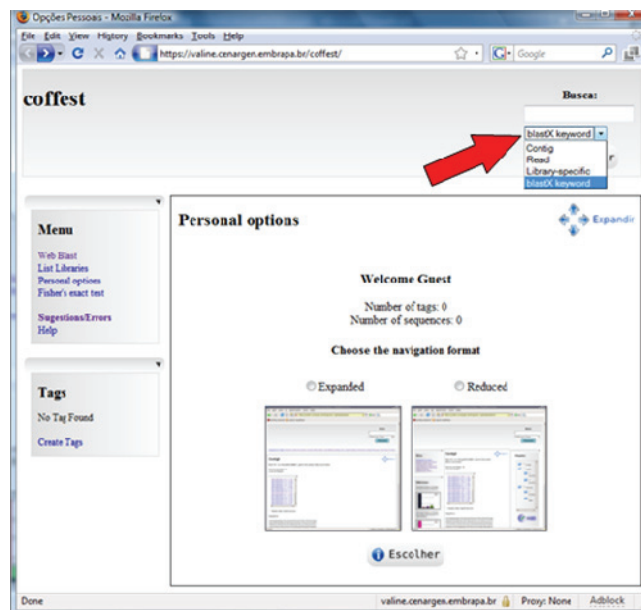 Opções Pessoas - Mozilla Firefox
File Edit View History Bookmarks Tools Help
https://valine.cenargen.embrapa.br/coffest/
Google
coffest
Busca:
blastX keyword
Contig
Read
Library-specific
blastX keyword
r
Menu
Web Blast
List Libraries
Personal options
Fisher's exact test
Sugestions/Errors
Help
Personal options
Expandir
Welcome Guest
Number of tags: 0
Number of sequences: 0
Choose the navigation format
Expanded Reduced
Tags
No Tag Found
Create Tags
Escolher
Done valine.cenargen.embrapa.br Proxy: None Adblock